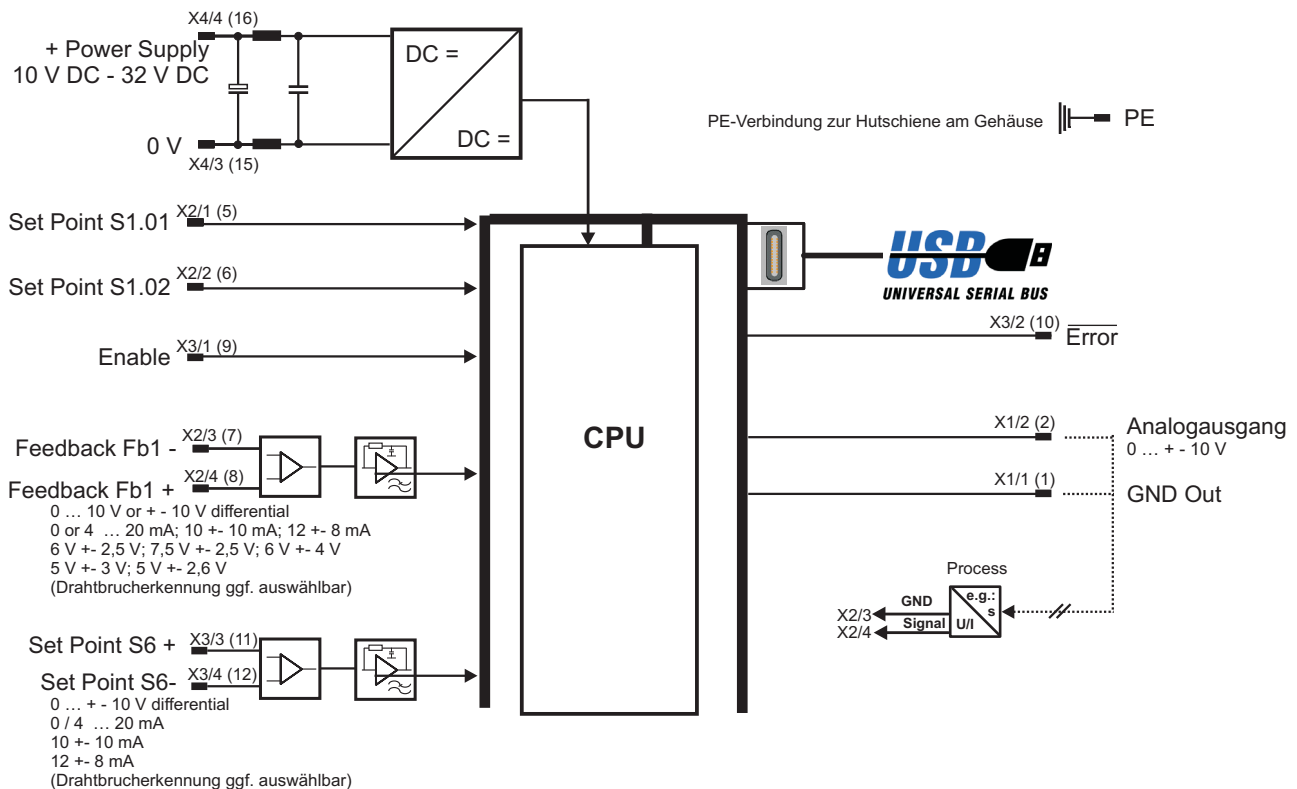 X4/4 (16)
+ Power Supply
10 V DC - 32 V DC
DC =
DC =
0 V
X4/3 (15)
PE-Verbindung zur Hutschiene am Gehäuse
PE
Set Point S1.01
X2/1 (5)
Set Point S1.02
X2/2 (6)
Enable
X3/1 (9)
USB
UNIVERSAL SERIAL BUS
X3/2 (10)
Error
CPU
Feedback Fb1 -
X2/3 (7)
Feedback Fb1 +
X2/4 (8)
0 ... 10 V or + - 10 V differential
0 or 4 ... 20 mA; 10 +- 10 mA; 12 +- 8 mA
6 V +- 2,5 V; 7,5 V +- 2,5 V; 6 V +- 4 V
5 V +- 3 V; 5 V +- 2,6 V
(Drahtbrucherkennung ggf. auswählbar)
X1/2 (2)
Analogausgang
0 ... + - 10 V
X1/1 (1)
GND Out
Process
e.g.:
s
U/I
GND
X2/3
Signal
X2/4
Set Point S6 +
X3/3 (11)
Set Point S6-
X3/4 (12)
0 ... + - 10 V differential
0 / 4 ... 20 mA
10 +- 10 mA
12 +- 8 mA
(Drahtbrucherkennung ggf. auswählbar)